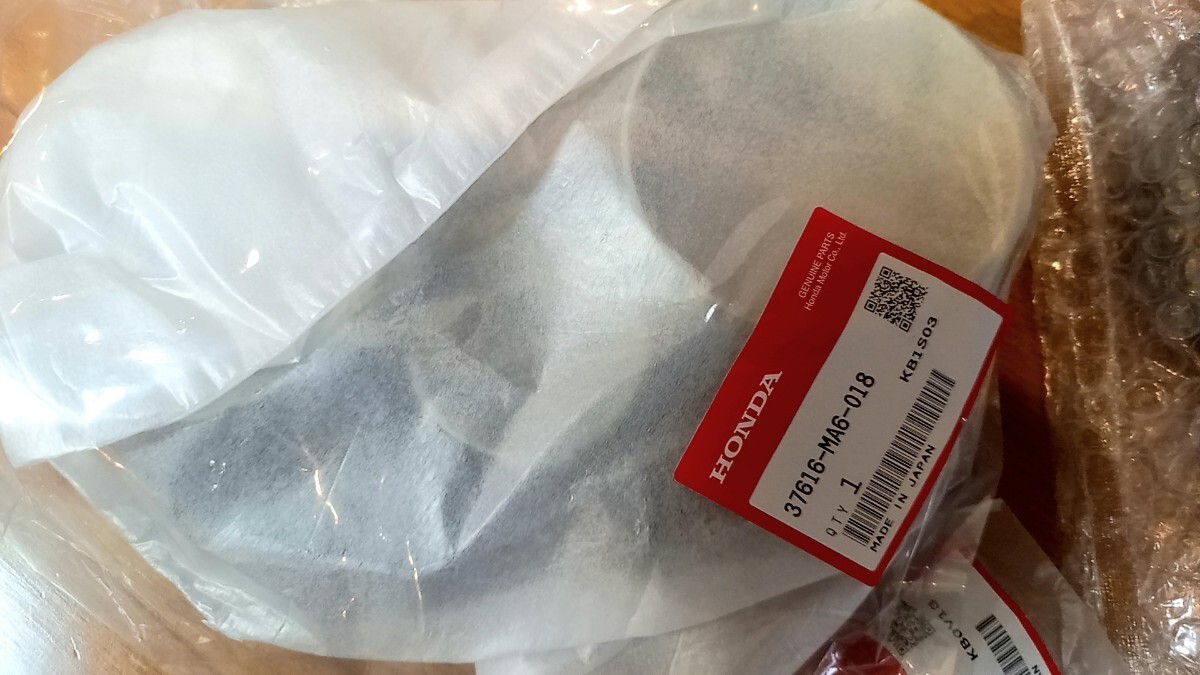 GENUINE PARTS
Honda Motor Co., Ltd.
HONDA
KB1S03
37616-MA6-018
QTY 1
MADE IN JAPAN